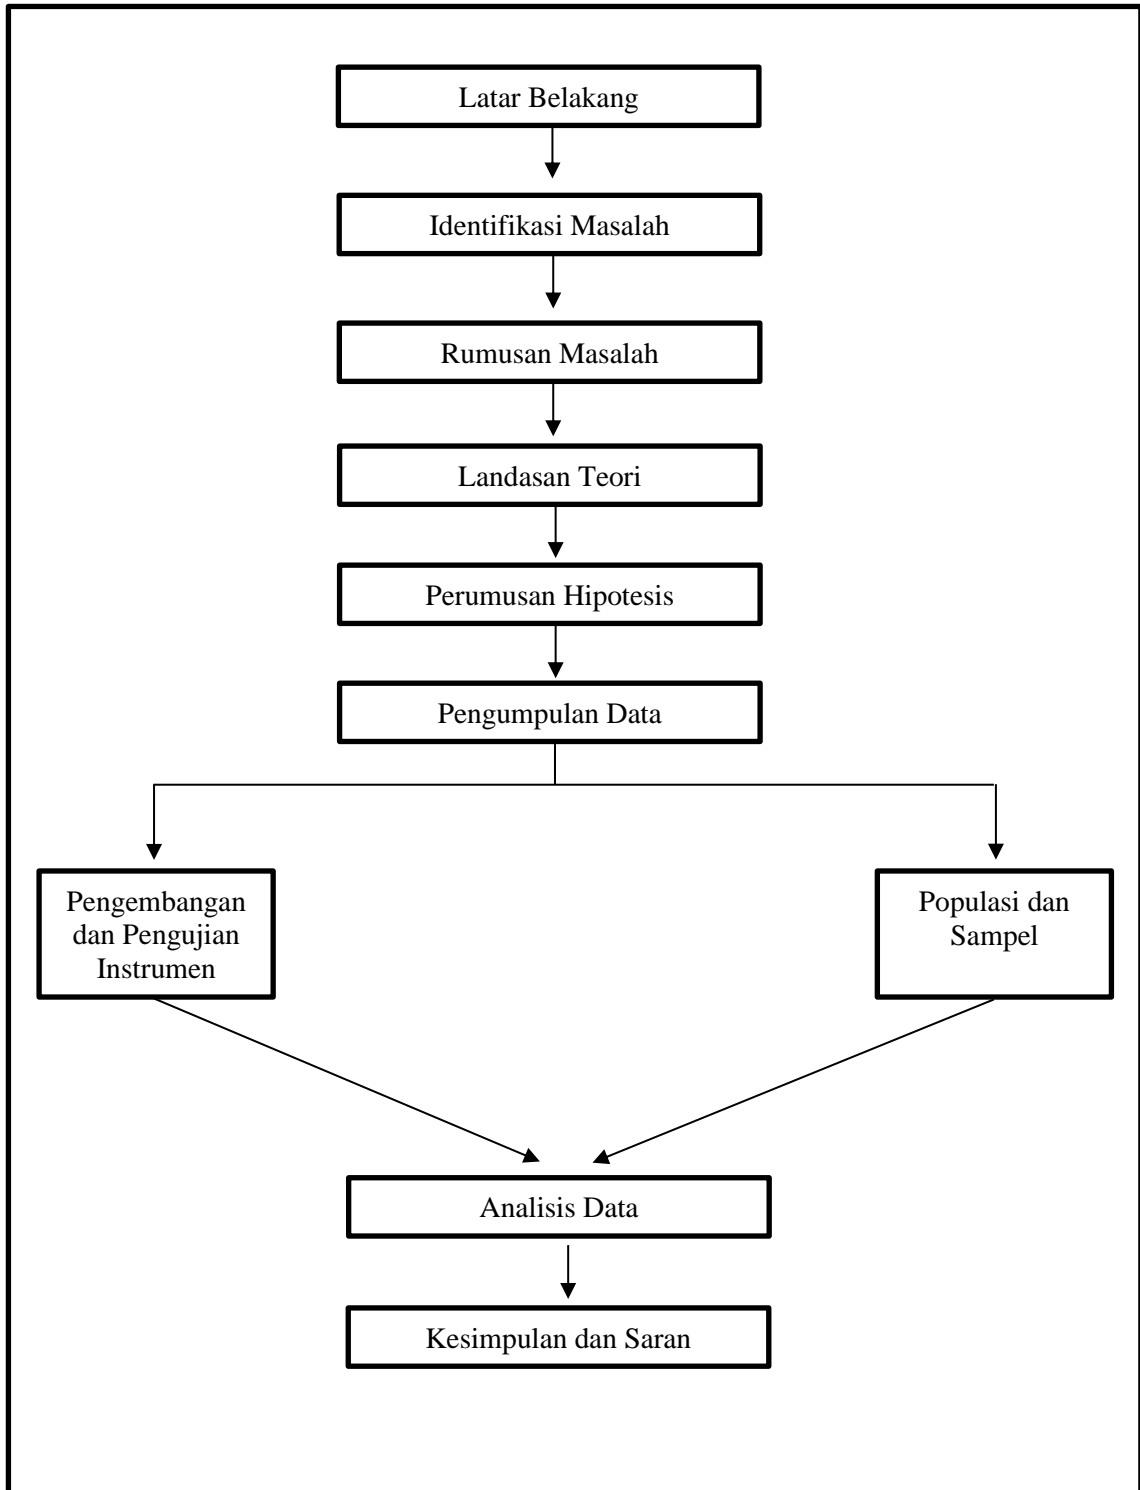 Latar Belakang
Identifikasi Masalah
Rumusan Masalah
Landasan Teori
Perumusan Hipotesis
Pengumpulan Data
Pengembangan
dan Pengujian
Instrumen
Populasi dan
Sampel
Analisis Data
Kesimpulan dan Saran